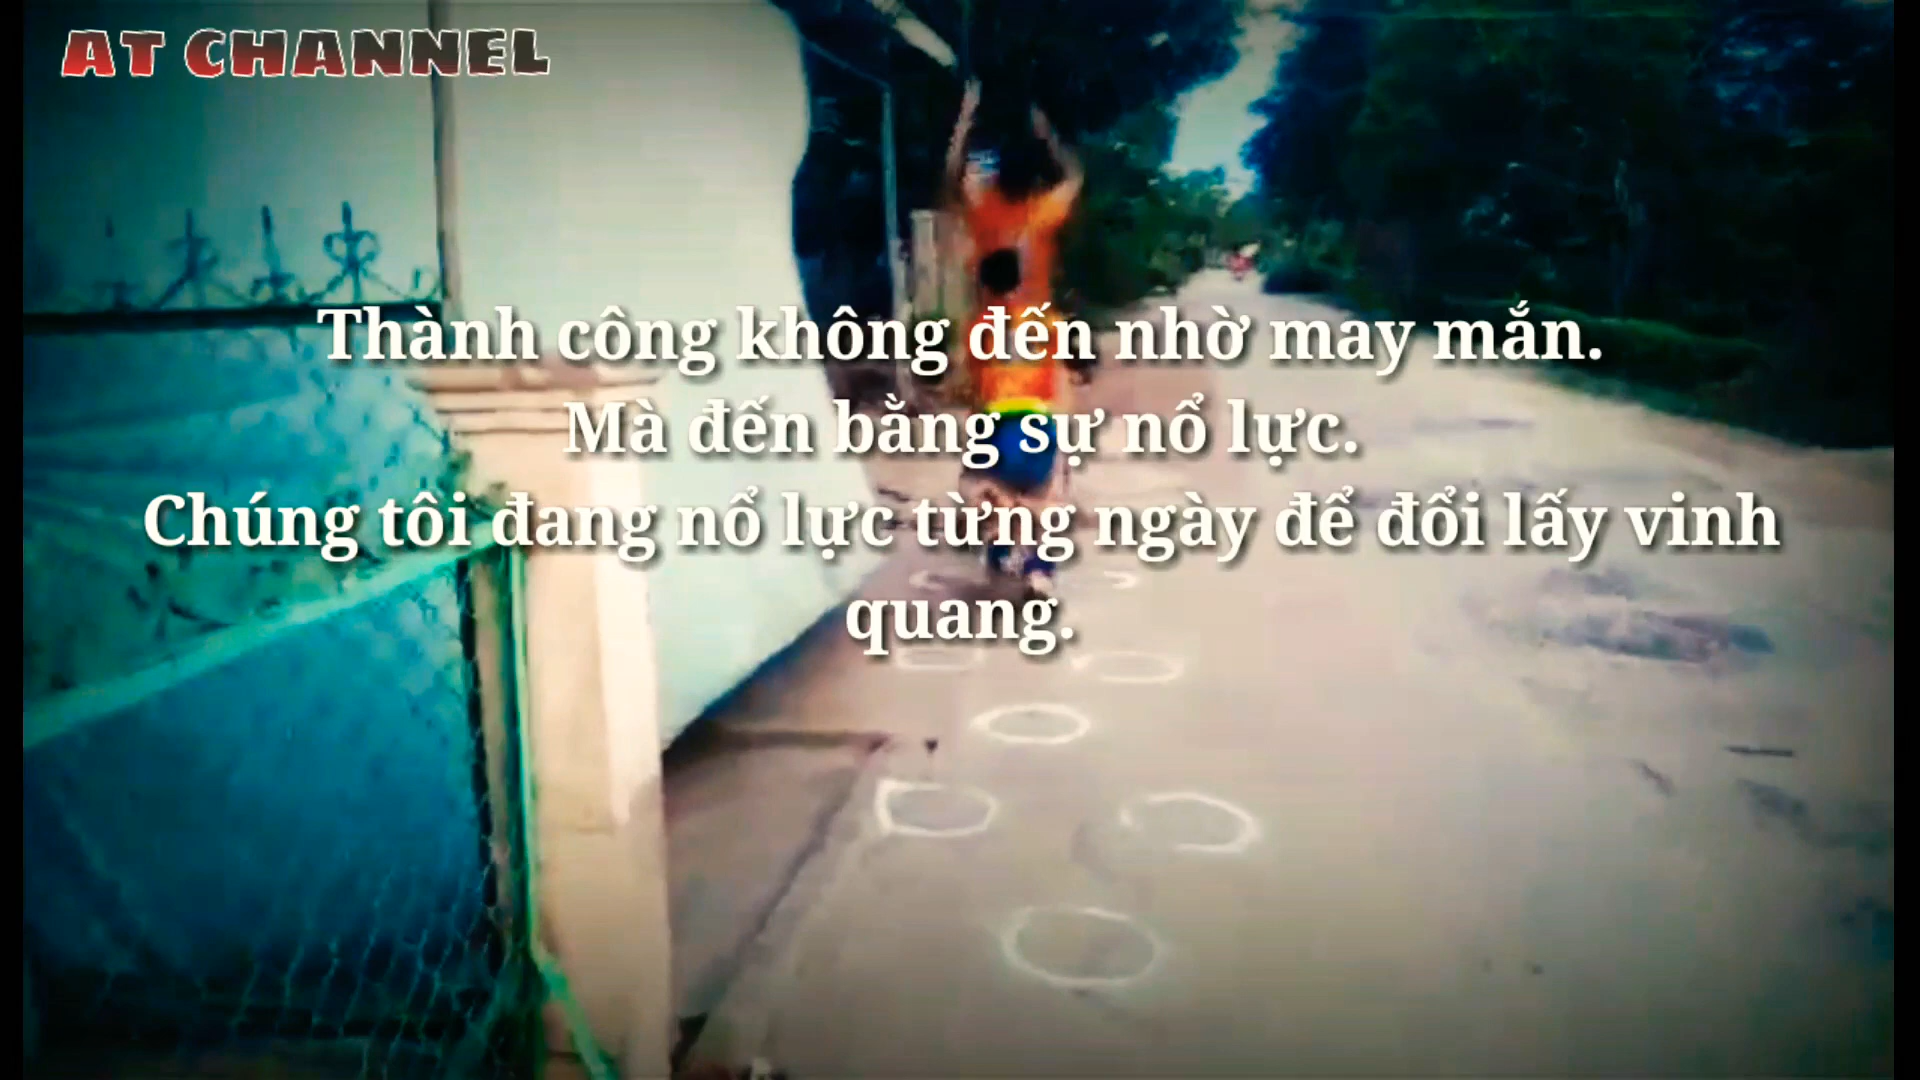 AT CHANNEL
Thành công không đến nhờ may mắn.
Mà đến bằng sự nổ lực.
Chúng tôi đang nổ lực từng ngày để đổi lấy vinh
quang.